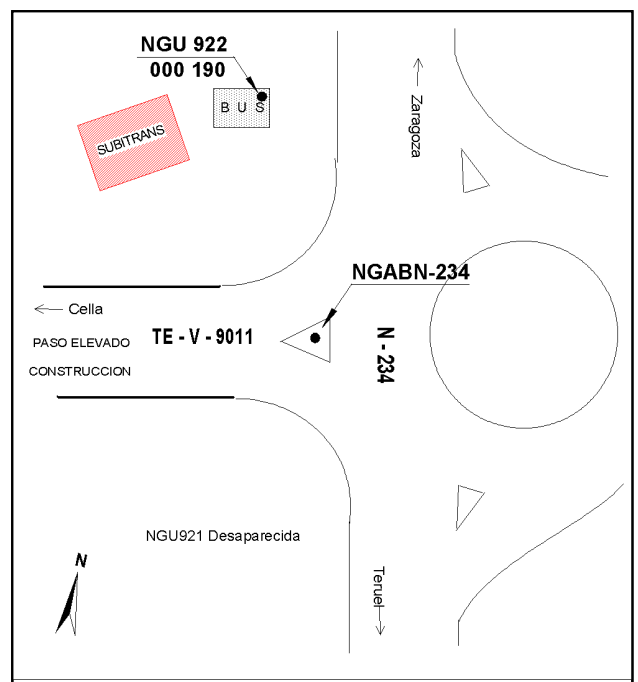 NGU 922
000 190
B U S
SUBITRANS
Zaragoza
NGABN-234
Cella
TE - V - 9011
N - 234
PASO ELEVADO
CONSTRUCCION
NGU921 Desaparecida
N
Teruel